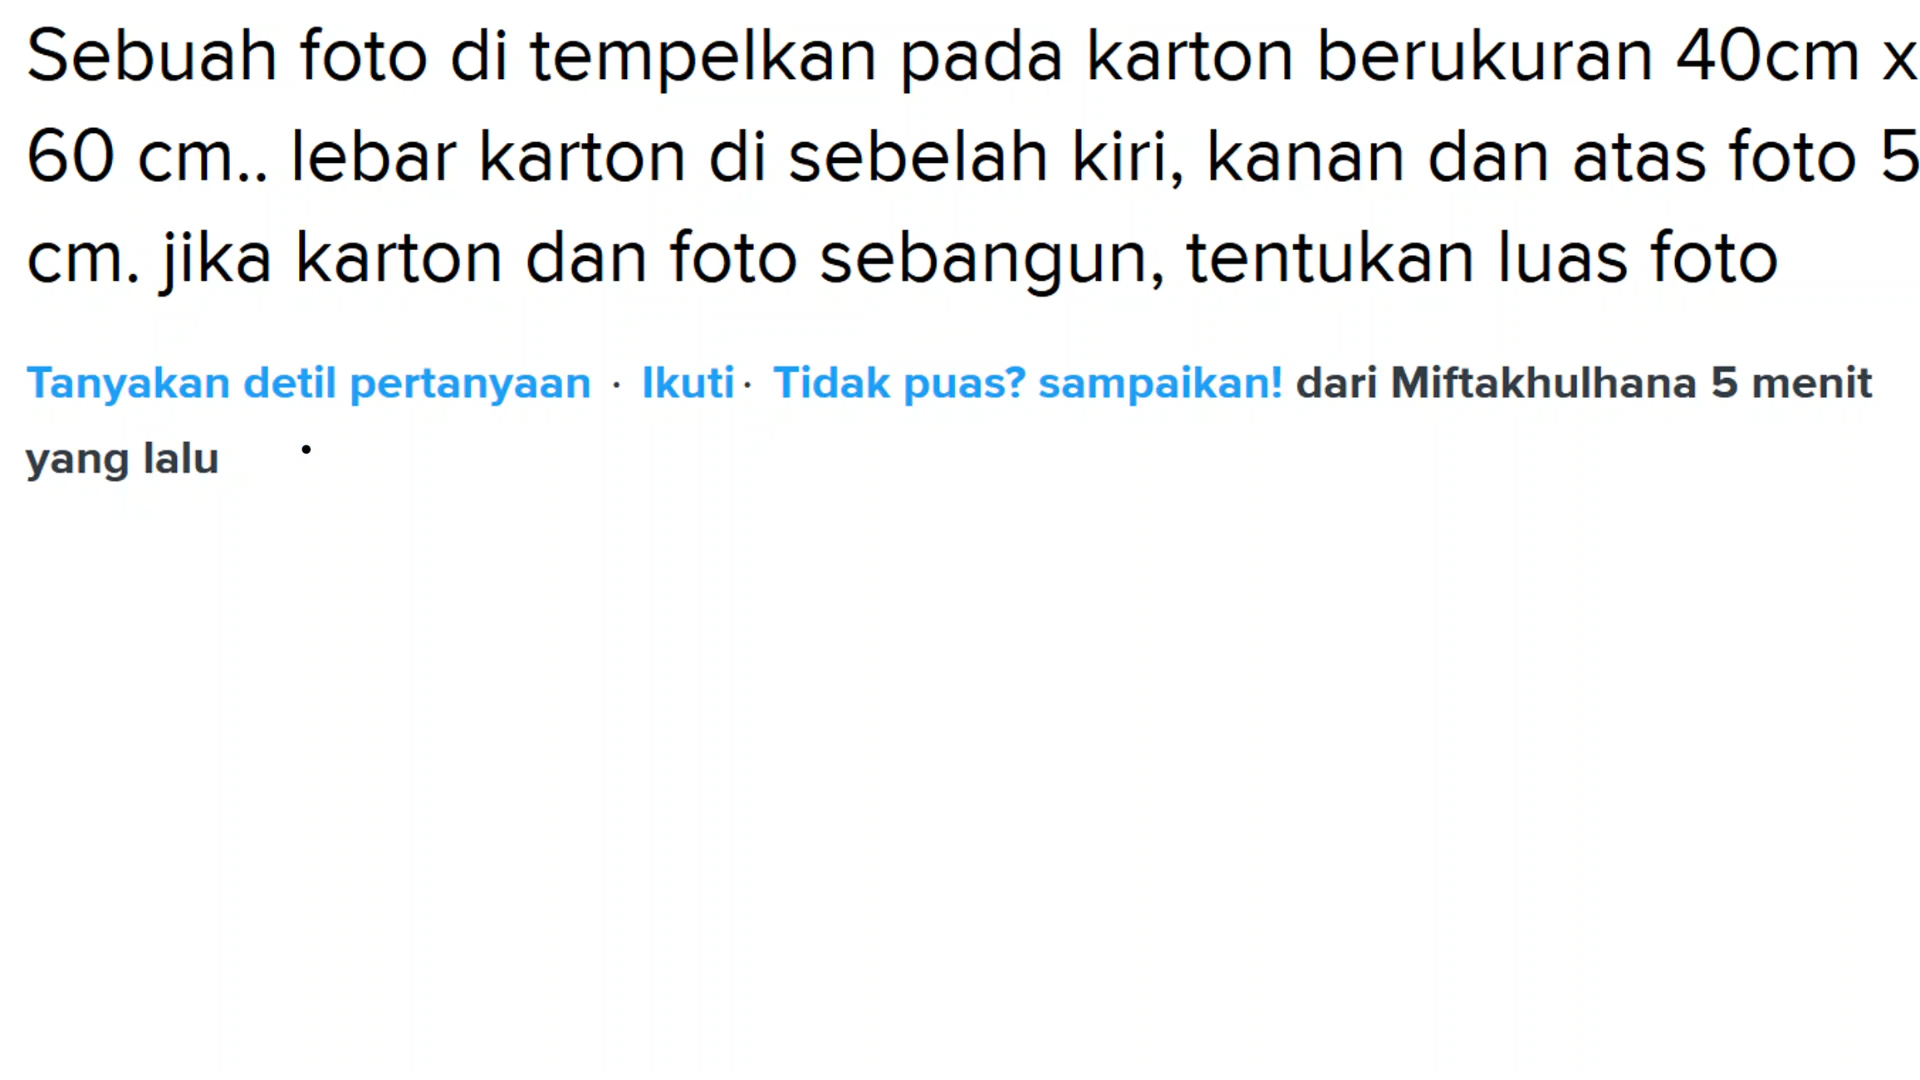 Sebuah foto di tempelkan pada karton berukuran 40cm x
60 cm.. lebar karton di sebelah kiri, kanan dan atas foto 5
cm. jika karton dan foto sebangun, tentukan luas foto
Tanyakan detil pertanyaan · Ikuti · Tidak puas? sampaikan! dari Miftakhulhana 5 menit
yang lalu